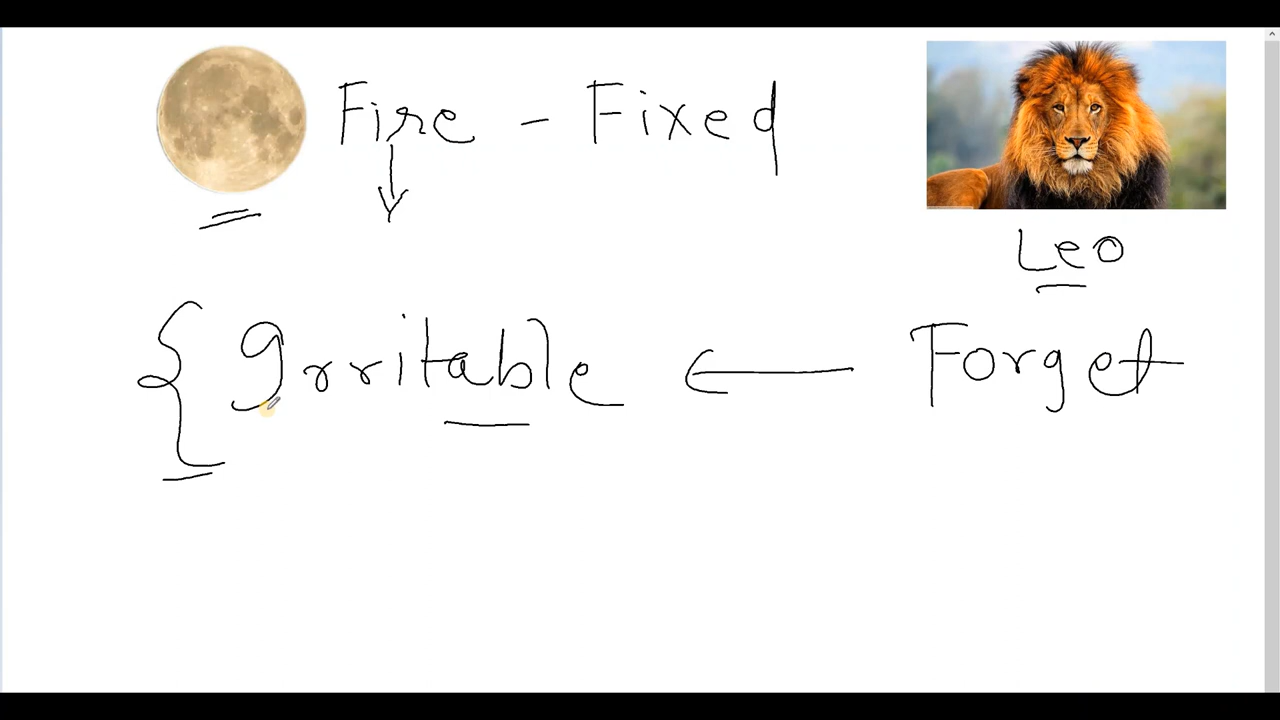 Fire - Fixed
Leo
Irritable ← Forget